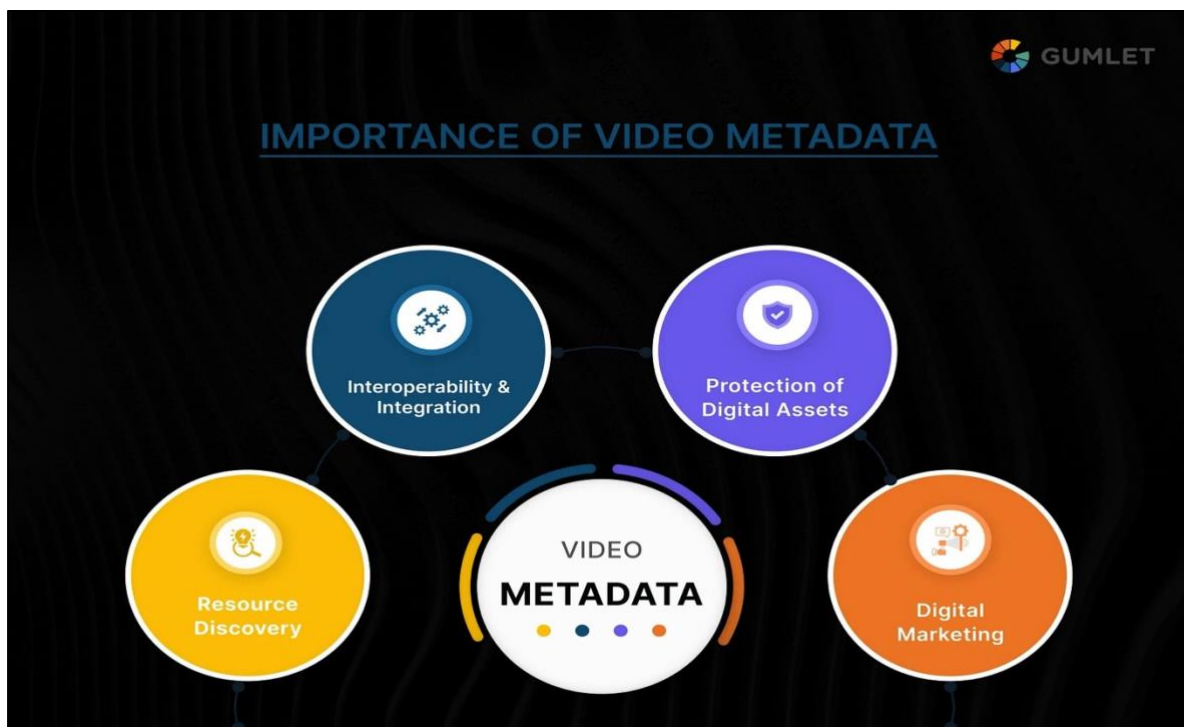 GUMLET
IMPORTANCE OF VIDEO METADATA
Interoperability &
Integration
Protection of
Digital Assets
Resource
Discovery
VIDEO
METADATA
Digital
Marketing